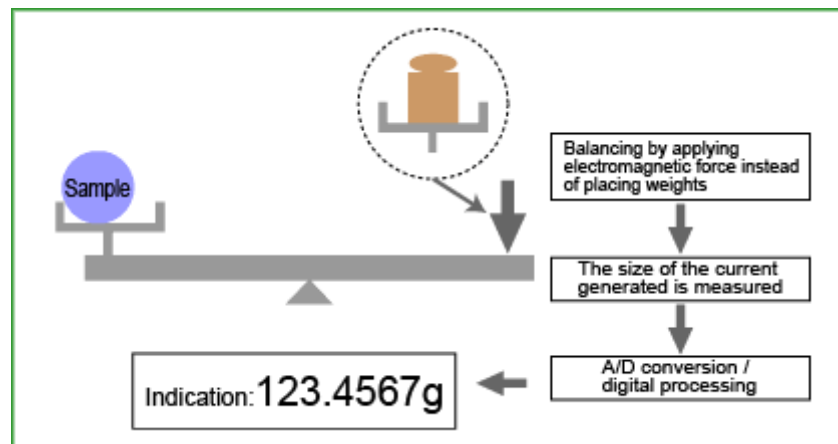 Sample
Balancing by applying
electromagnetic force instead
of placing weights
The size of the current
generated is measured
A/D conversion /
digital processing
Indication:123.4567g